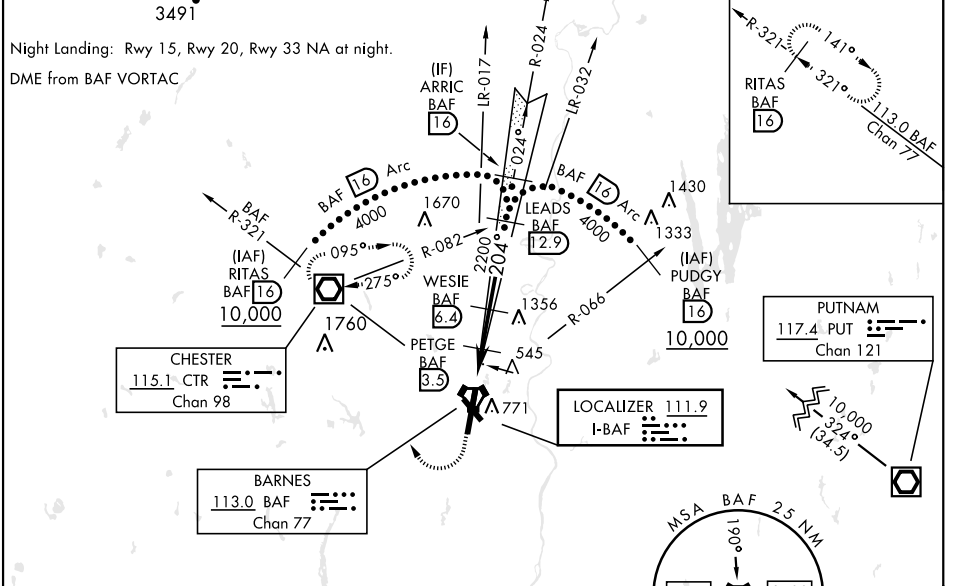 3491
Night Landing: Rwy 15, Rwy 20, Rwy 33 NA at night.
DME from BAF VORTAC
(IF)
ARRIC
BAF
16
LR-017
R-024
LR-032
024°
BAF 16 Arc
4000
1670
BAF 16 Arc
4000
1430
1333
LEADS
BAF
12.9
BAF
R-321
(IAF)
RITAS
BAF 16
10,000
095°
275°
R-082
2200
204°
WESIE
BAF
6.4
1356
R-066
(IAF)
PUDGY
BAF
16
10,000
1760
PETGE
BAF
3.5
545
771
CHESTER
115.1 CTR
Chan 98
LOCALIZER 111.9
I-BAF
BARNES
113.0 BAF
Chan 77
R-321
141°
321°
RITAS
BAF
16
113.0 BAF
Chan 77
PUTNAM
117.4 PUT
Chan 121
10,000
324°
(34.5)
MSA BAF 25 NM
190°